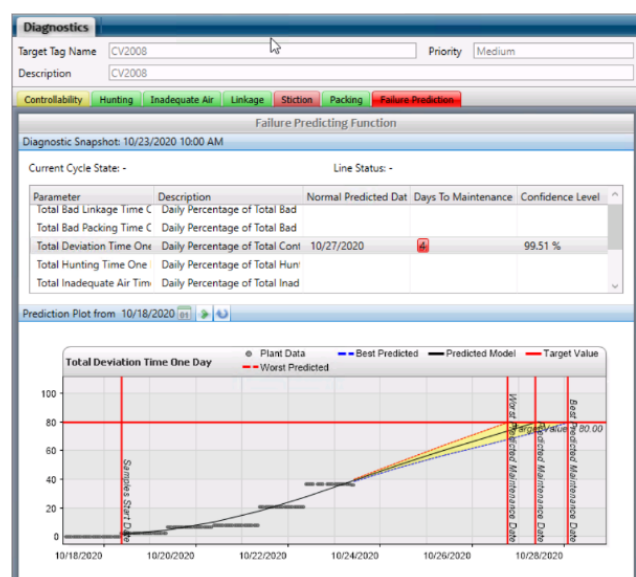 Diagnostics
Target Tag Name CV2008 Priority Medium
Description CV2008
Controllability Hunting Inadequate Air Linkage Stiction Packing Failure Prediction
Failure Predicting Function
Diagnostic Snapshot: 10/23/2020 10:00 AM
Current Cycle State: - Line Status: -
Parameter Description Normal Predicted Dat Days To Maintenance Confidence Level
Total Bad Linkage Time C Daily Percentage of Total Bad
Total Bad Packing Time C Daily Percentage of Total Bad
Total Deviation Time One Daily Percentage of Total Cont 10/27/2020 4 99.51 %
Total Hunting Time One Daily Percentage of Total Hun
Total Inadequate Air Tim Daily Percentage of Total Inad
Prediction Plot from 10/18/2020
Total Deviation Time One Day
Plant Data Best Predicted Predicted Model Target Value
Worst Predicted
100
80
60
40
20
0
Samples Start Date
Worst Predicted Maintenance Date
Predicted Maintenance Date
Best Predicted Maintenance Date
Target Value 80.00
10/18/2020 10/20/2020 10/22/2020 10/24/2020 10/26/2020 10/28/2020